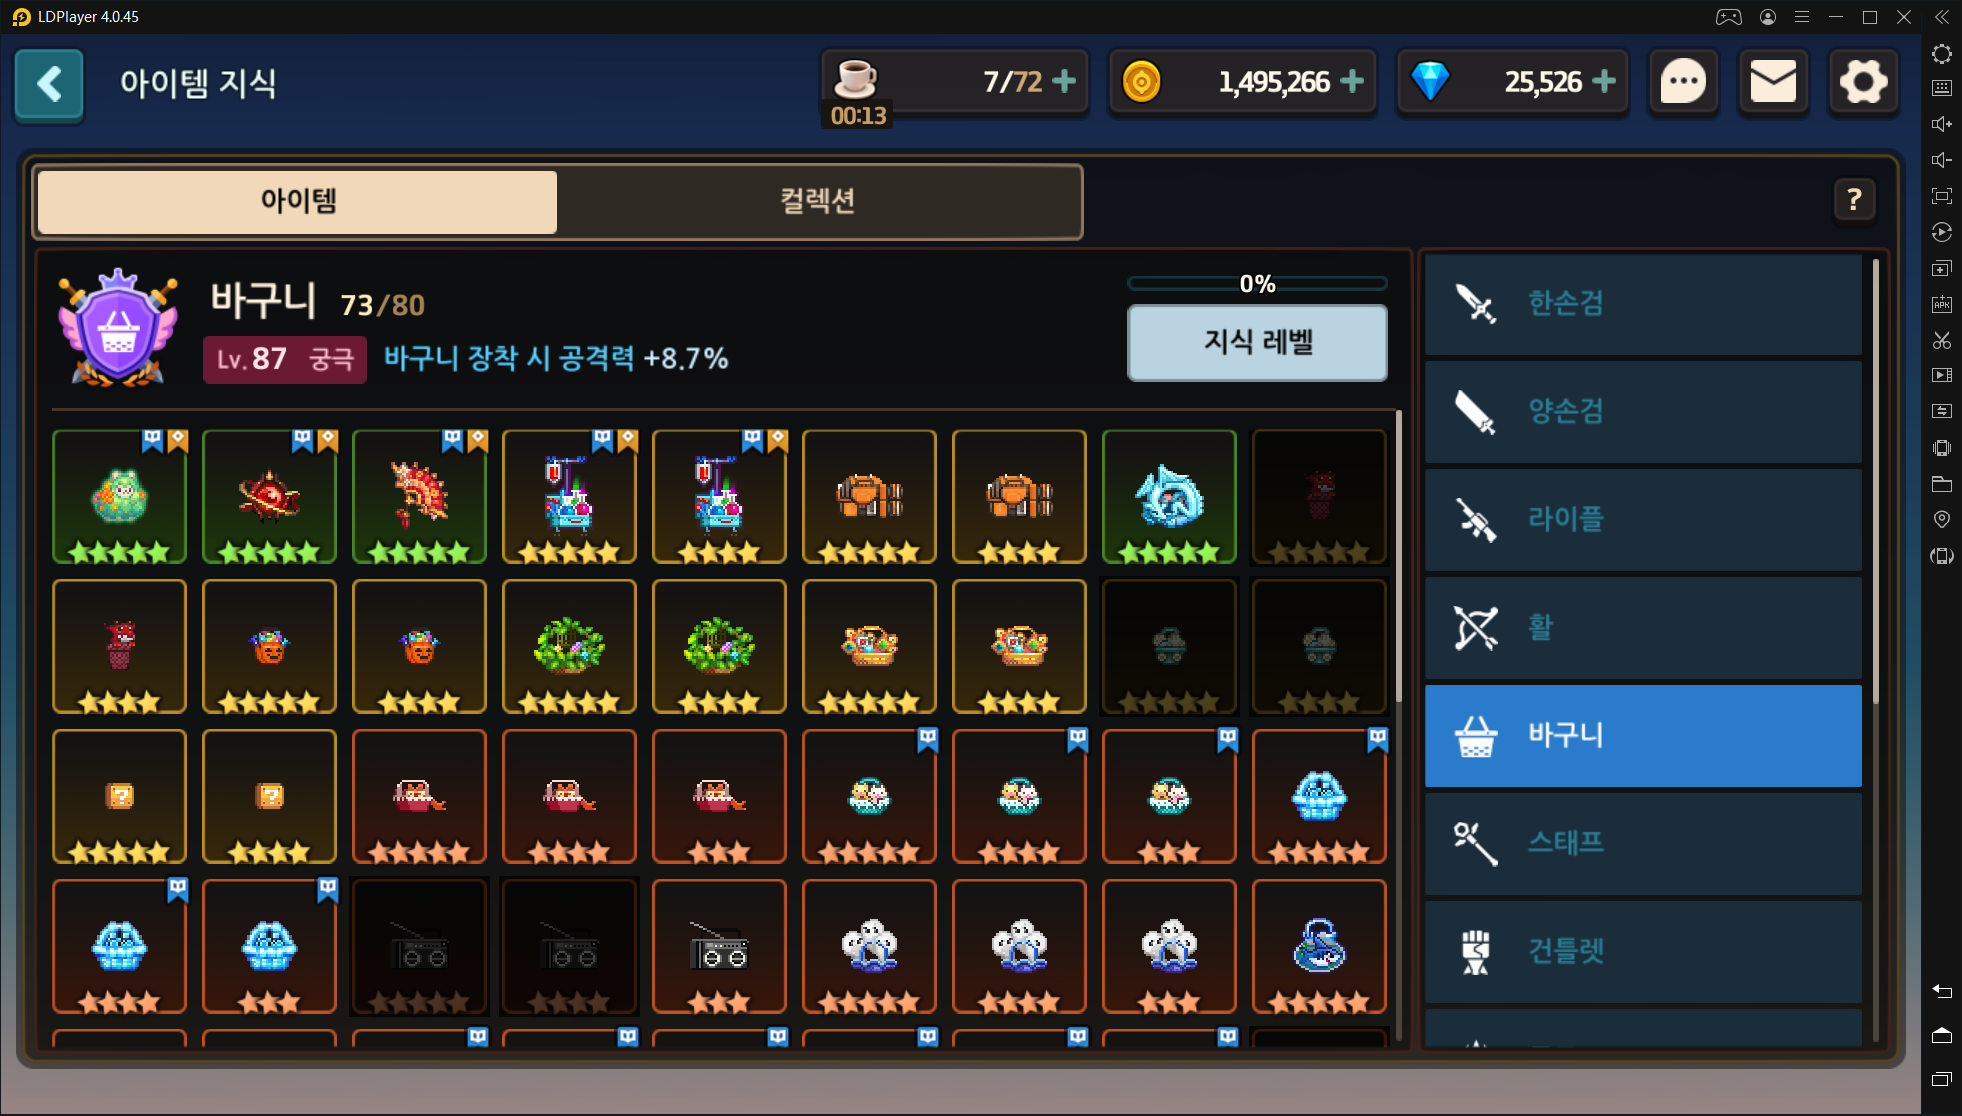 LDPlayer 4.0.45
아이템 지식
7/72
00:13
1,495,266
25,526
아이템
컬렉션
?
바구니 73/80
Lv.87 궁극 바구니 장착 시 공격력 +8.7%
0%
지식 레벨
한손검
양손검
라이플
활
바구니
스태프
건틀렛